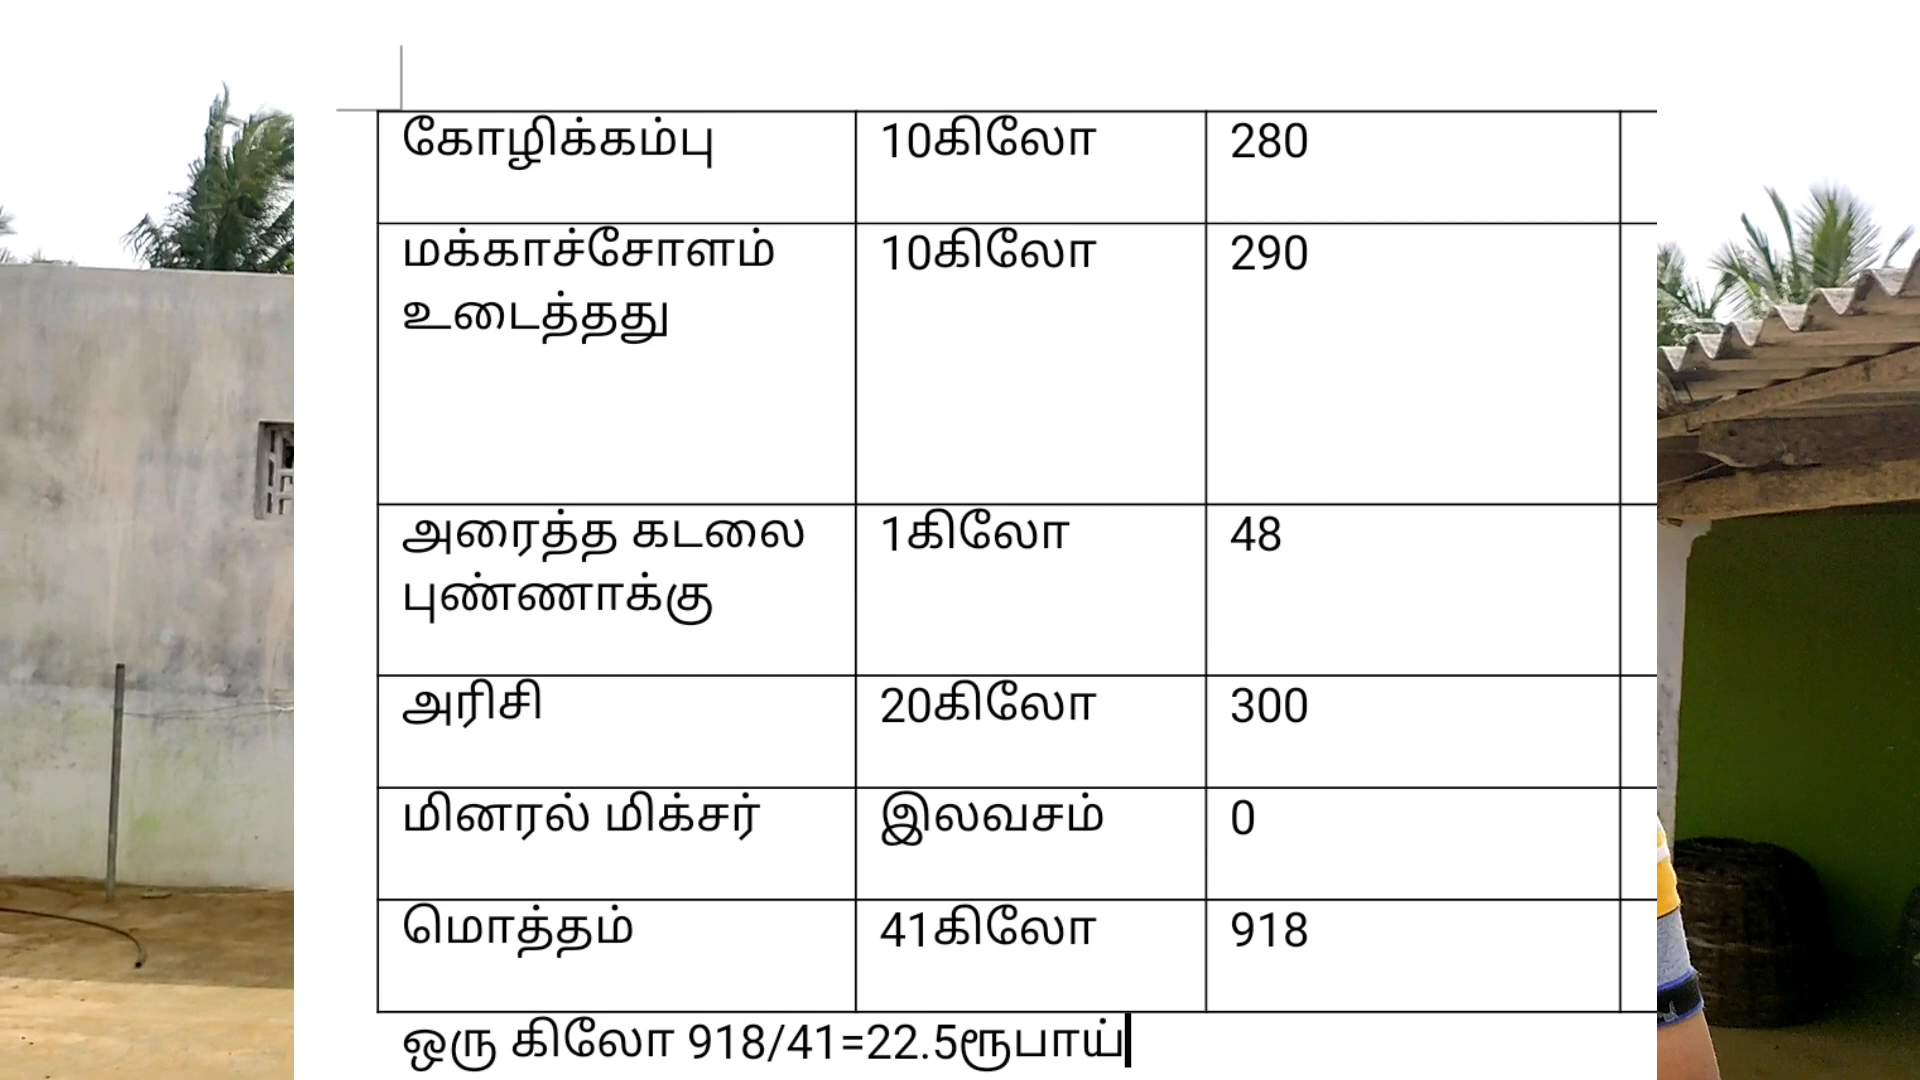 கோழிக்கம்பு 10கிலோ 280
மக்காச்சோளம் 10கிலோ 290
உடைத்தது
அரைத்த கடலை 1கிலோ 48
புண்ணாக்கு
அரிசி 20கிலோ 300
மினரல் மிக்சர் இலவசம் 0
மொத்தம் 41கிலோ 918
ஒரு கிலோ 918/41=22.5ரூபாய்